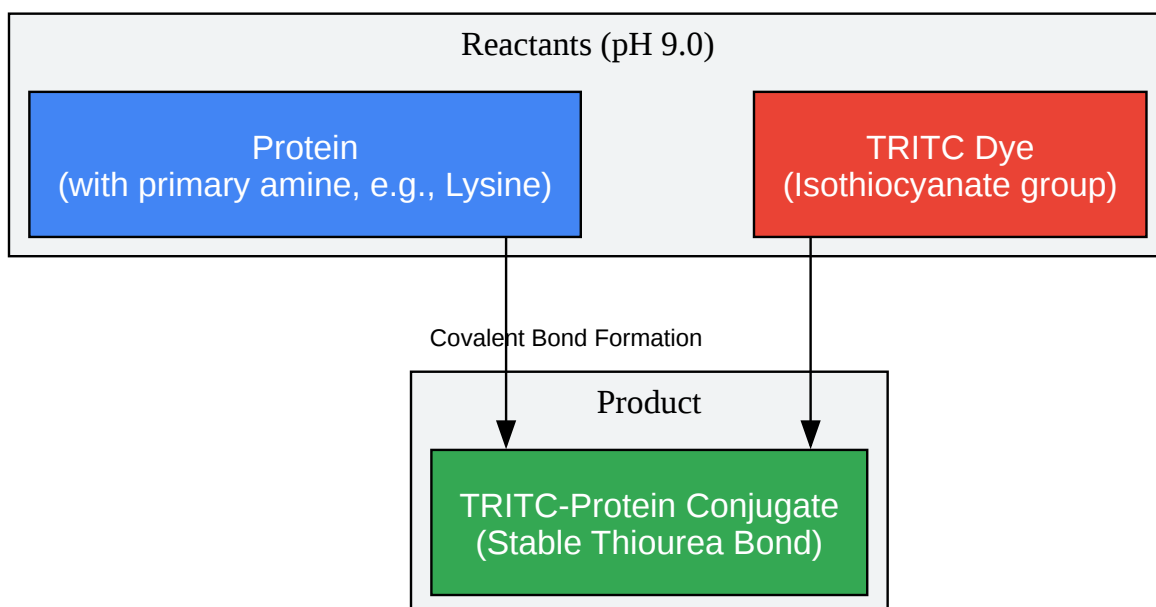 Reactants (pH 9.0)
Protein
(with primary amine, e.g., Lysine)
TRITC Dye
(Isothiocyanate group)
Covalent Bond Formation
Product
TRITC-Protein Conjugate
(Stable Thiourea Bond)